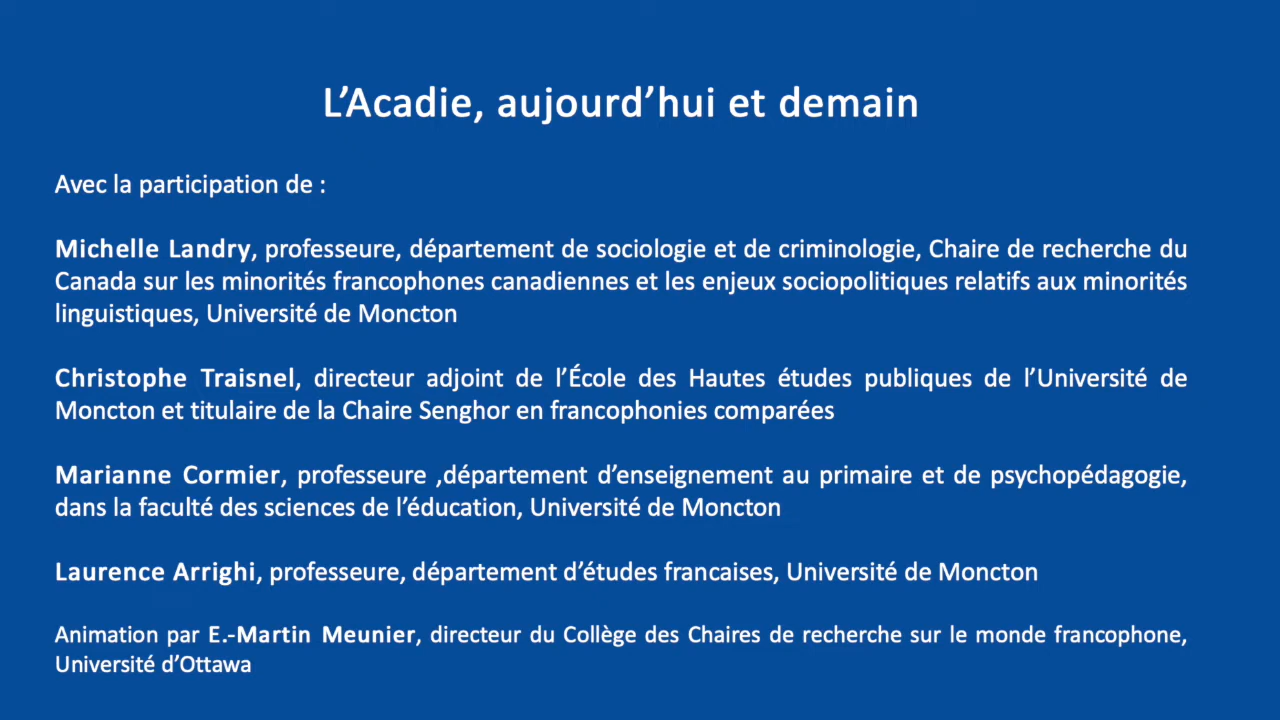 L’Acadie, aujourd’hui et demain
Avec la participation de :
Michelle Landry, professeure, département de sociologie et de criminologie, Chaire de recherche du
Canada sur les minorités francophones canadiennes et les enjeux sociopolitiques relatifs aux minorités
linguistiques, Université de Moncton
Christophe Traisnel, directeur adjoint de l’École des Hautes études publiques de l’Université de
Moncton et titulaire de la Chaire Senghor en francophonies comparées
Marianne Cormier, professeure ,département d’enseignement au primaire et de psychopédagogie,
dans la faculté des sciences de l’éducation, Université de Moncton
Laurence Arrighi, professeure, département d’études francaises, Université de Moncton
Animation par E.-Martin Meunier, directeur du Collège des Chaires de recherche sur le monde francophone,
Université d’Ottawa